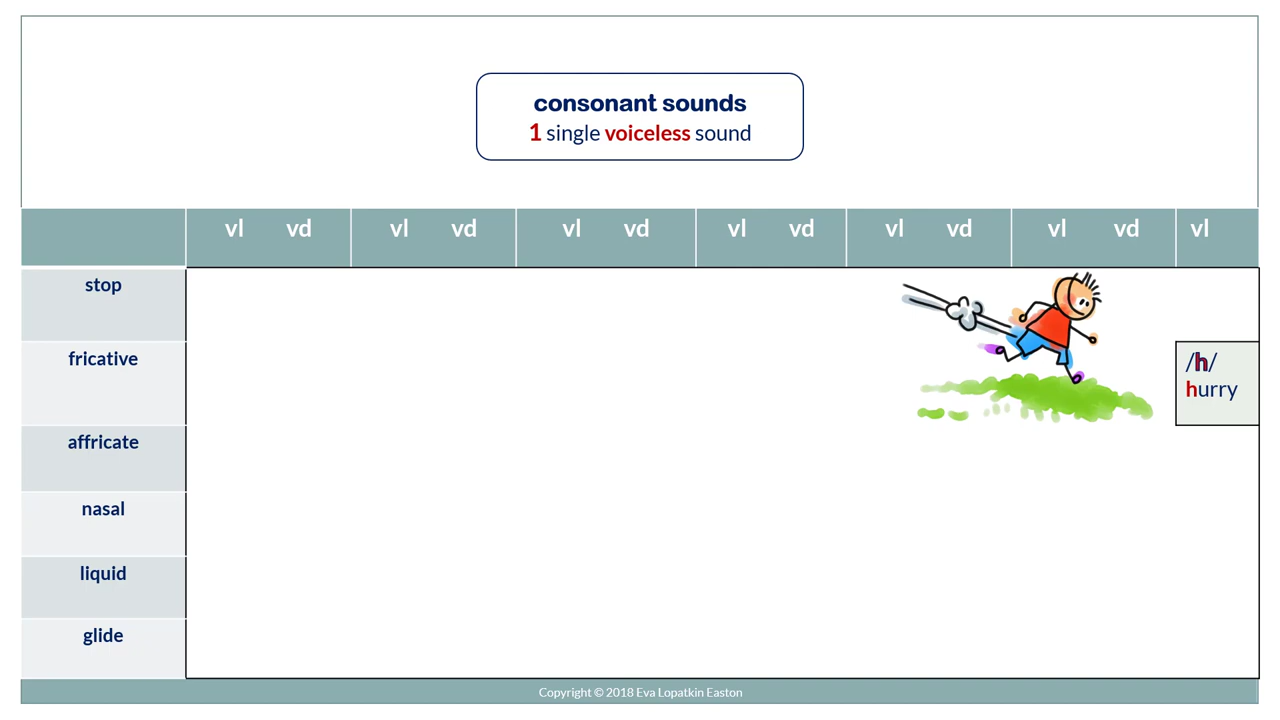 consonant sounds
1 single voiceless sound
vl vd vl vd vl vd vl vd vl vd vl vd vl
stop
fricative
/h/
hurry
affricate
nasal
liquid
glide
Copyright © 2018 Eva Lopatkin Easton